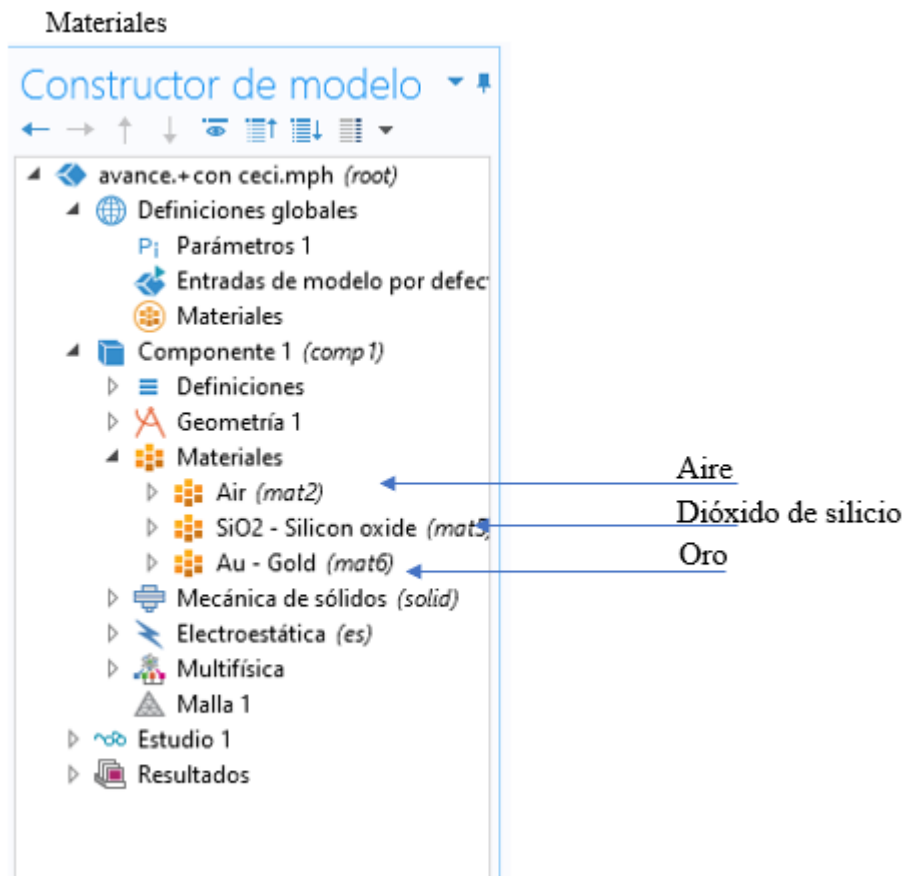 Materiales
Constructor de modelo
avance.+con ceci.mph (root)
Definiciones globales
Pi Parámetros 1
Entradas de modelo por defec
Materiales
Componente 1 (comp1)
Definiciones
Geometría 1
Materiales
Air (mat2) Aire
SiO2 - Silicon oxide (mat5) Dióxido de silicio
Au - Gold (mat6) Oro
Mecánica de sólidos (solid)
Electroestática (es)
Multifísica
Malla 1
Estudio 1
Resultados